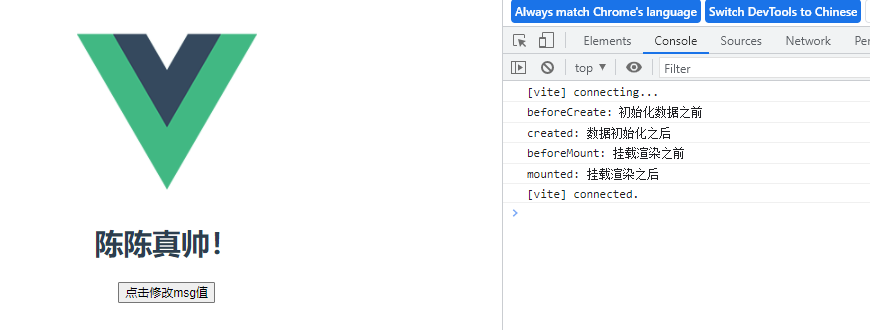 Always match Chrome's language Switch DevTools to Chinese
Elements Console Sources Network
top ▼ Filter
[vite] connecting...
beforeCreate: 初始化数据之前
created: 数据初始化之后
beforeMount: 挂载渲染之前
mounted: 挂载渲染之后
[vite] connected.
陈陈真帅!
点击修改msg值